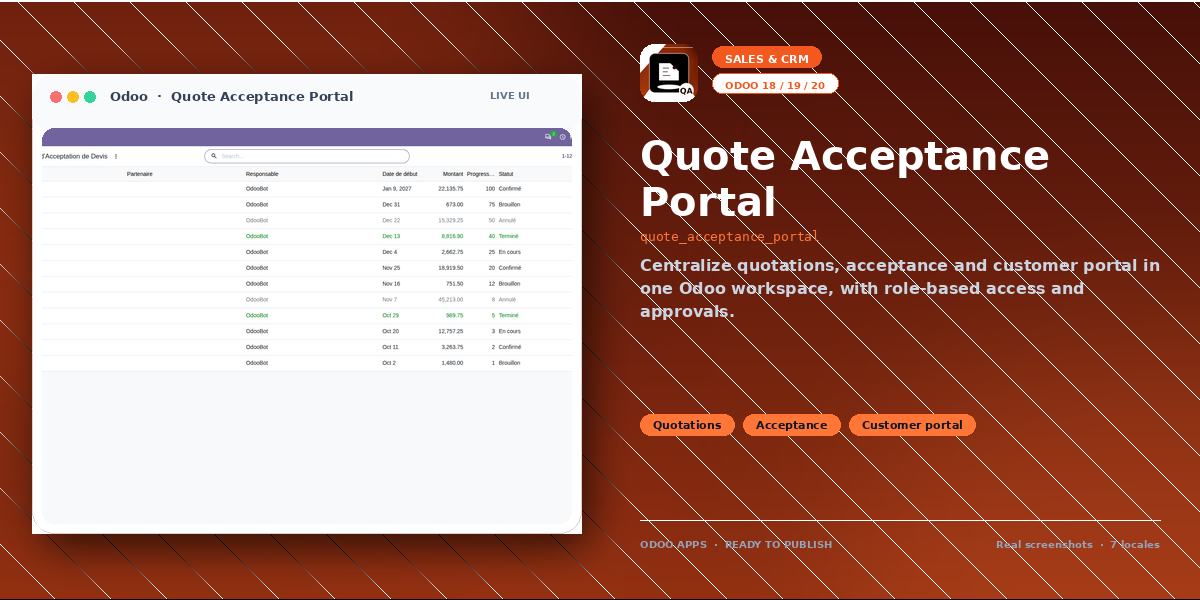 Odoo · Quote Acceptance Portal
LIVE UI
d'Acceptation de Devis
Search...
1-12
Partenaire Responsable Date de début Montant Progress... Statut
OdooBot Jan 9, 2027 22,135.75 100 Confirmé
OdooBot Dec 31 673.00 75 Brouillon
OdooBot Dec 22 15,329.25 50 Annulé
OdooBot Dec 13 8,816.90 40 Terminé
OdooBot Dec 4 2,662.75 25 En cours
OdooBot Nov 25 18,919.50 20 Confirmé
OdooBot Nov 16 751.50 12 Brouillon
OdooBot Nov 7 45,213.00 8 Annulé
OdooBot Oct 29 989.75 5 Terminé
OdooBot Oct 20 12,757.25 3 En cours
OdooBot Oct 11 3,263.75 2 Confirmé
OdooBot Oct 2 1,480.00 1 Brouillon
QA
SALES & CRM
ODOO 18 / 19 / 20
Quote Acceptance
Portal
quote_acceptance_portal
Centralize quotations, acceptance and customer portal in
one Odoo workspace, with role-based access and
approvals.
Quotations
Acceptance
Customer portal
ODOO APPS · READY TO PUBLISH
Real screenshots · 7 locales